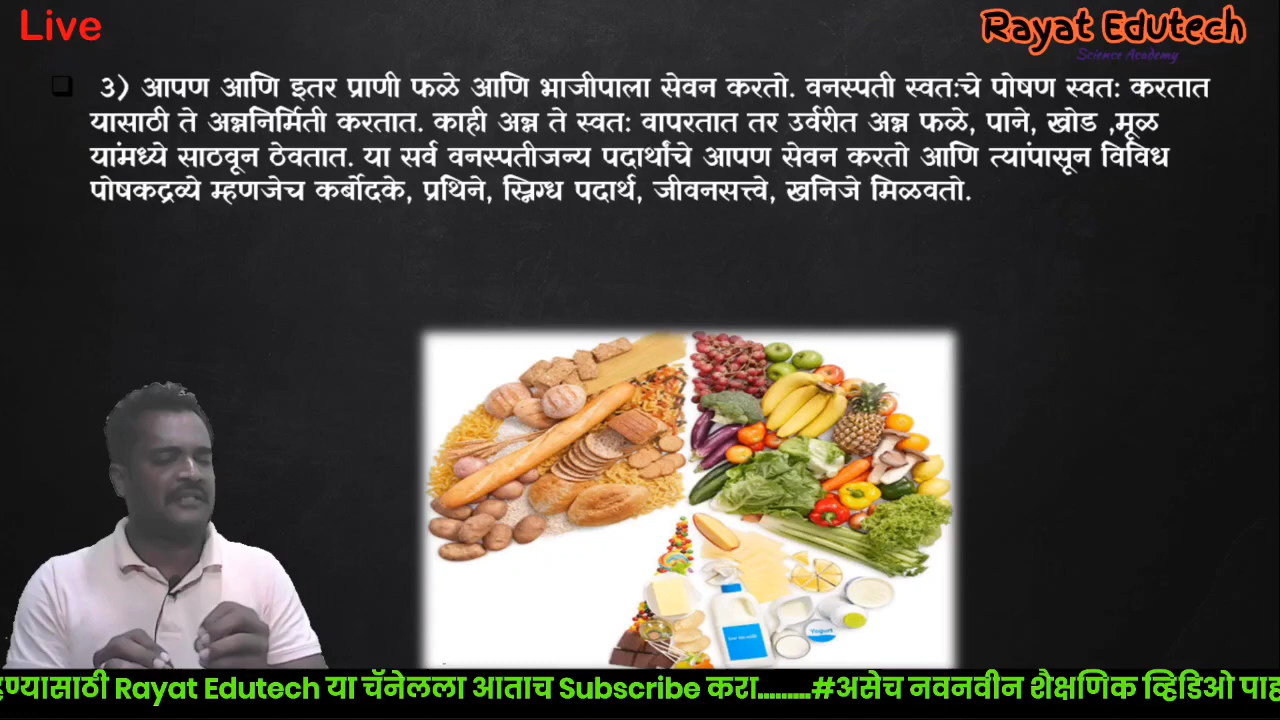 Live
Rayat Edutech
Science Academy
३) आपण आणि इतर प्राणी फळे आणि भाजीपाला सेवन करतो. वनस्पती स्वतःचे पोषण स्वतः करतात
यासाठी ते अन्ननिर्मिती करतात. काही अन्न ते स्वतः वापरतात तर उर्वरीत अन्न फळे, पाने, खोड ,मूळ
यांमध्ये साठवून ठेवतात. या सर्व वनस्पतीजन्य पदार्थांचे आपण सेवन करतो आणि त्यांपासून विविध
पोषकद्रव्ये म्हणजेच कर्बोदके, प्रथिने, स्निग्ध पदार्थ, जीवनसत्त्वे, खनिजे मिळवतो.
Yogurt
Rayat Edutech या चॅनेलला आताच Subscribe करा.........#असेच नवनवीन शैक्षणिक व्हिडिओ